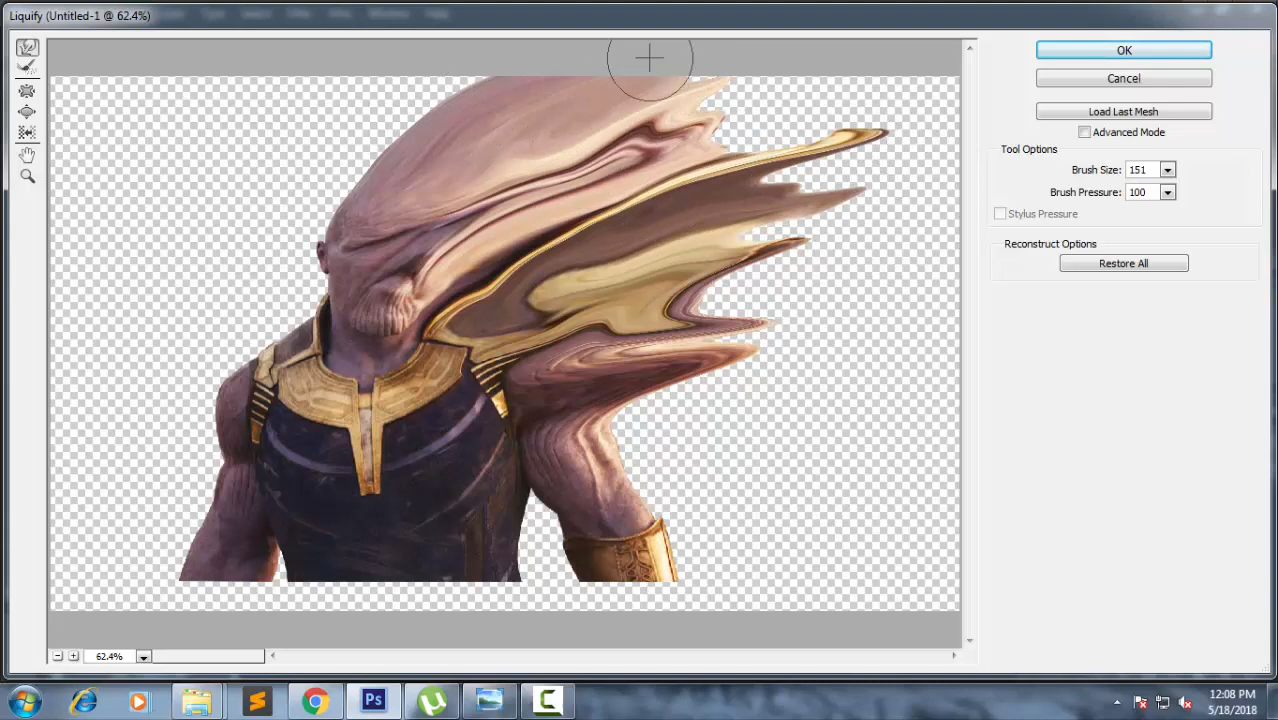 Liquify (Untitled-1 @ 62.4%)
OK
Cancel
Load Last Mesh
Advanced Mode
Tool Options
Brush Size: 151
Brush Pressure: 100
Stylus Pressure
Reconstruct Options
Restore All
62.4%
Ps
C
12:08 PM
5/18/2018